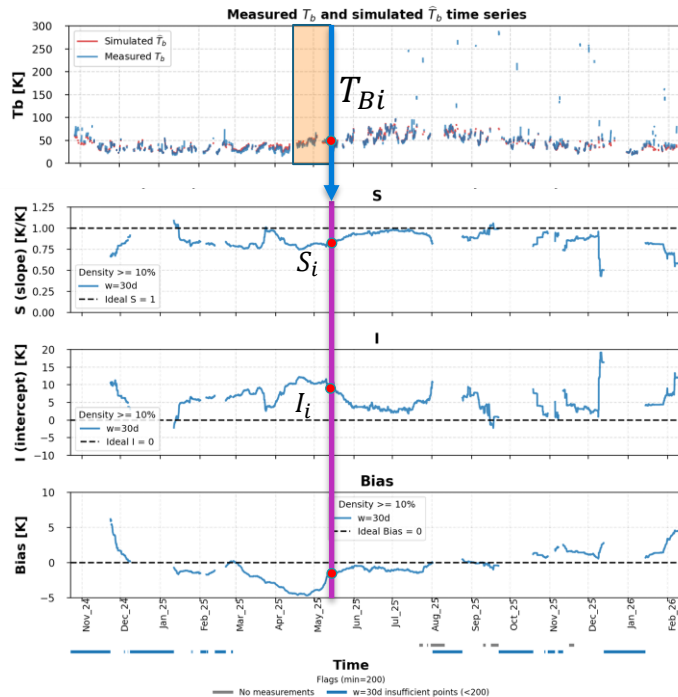 Measured T_b and simulated T̂_b time series
Tb [K]
300
250
200
150
100
50
0
Simulated T̂_b
Measured T_b
T_{Bi}
S
S (slope) [K/K]
1.25
1.00
0.75
0.50
0.25
0.00
Density >= 10%
w=30d
Ideal S = 1
S_i
I
I (intercept) [K]
20
15
10
5
0
−5
−10
Density >= 10%
w=30d
Ideal I = 0
I_i
Bias
Bias [K]
10
5
0
−5
Density >= 10%
w=30d
Ideal Bias = 0
Nov_24
Dec_24
Jan_25
Feb_25
Mar_25
Apr_25
May_25
Jun_25
Jul_25
Aug_25
Sep_25
Oct_25
Nov_25
Dec_25
Jan_26
Feb_26
Time
Flags (min=200)
No measurements
w=30d insufficient points (<200)